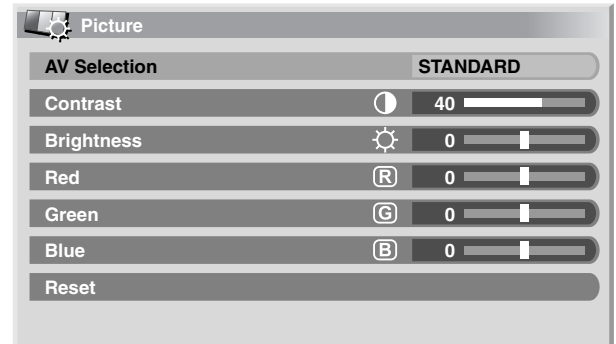 Picture
AV Selection STANDARD
Contrast 40
Brightness 0
Red R 0
Green G 0
Blue B 0
Reset